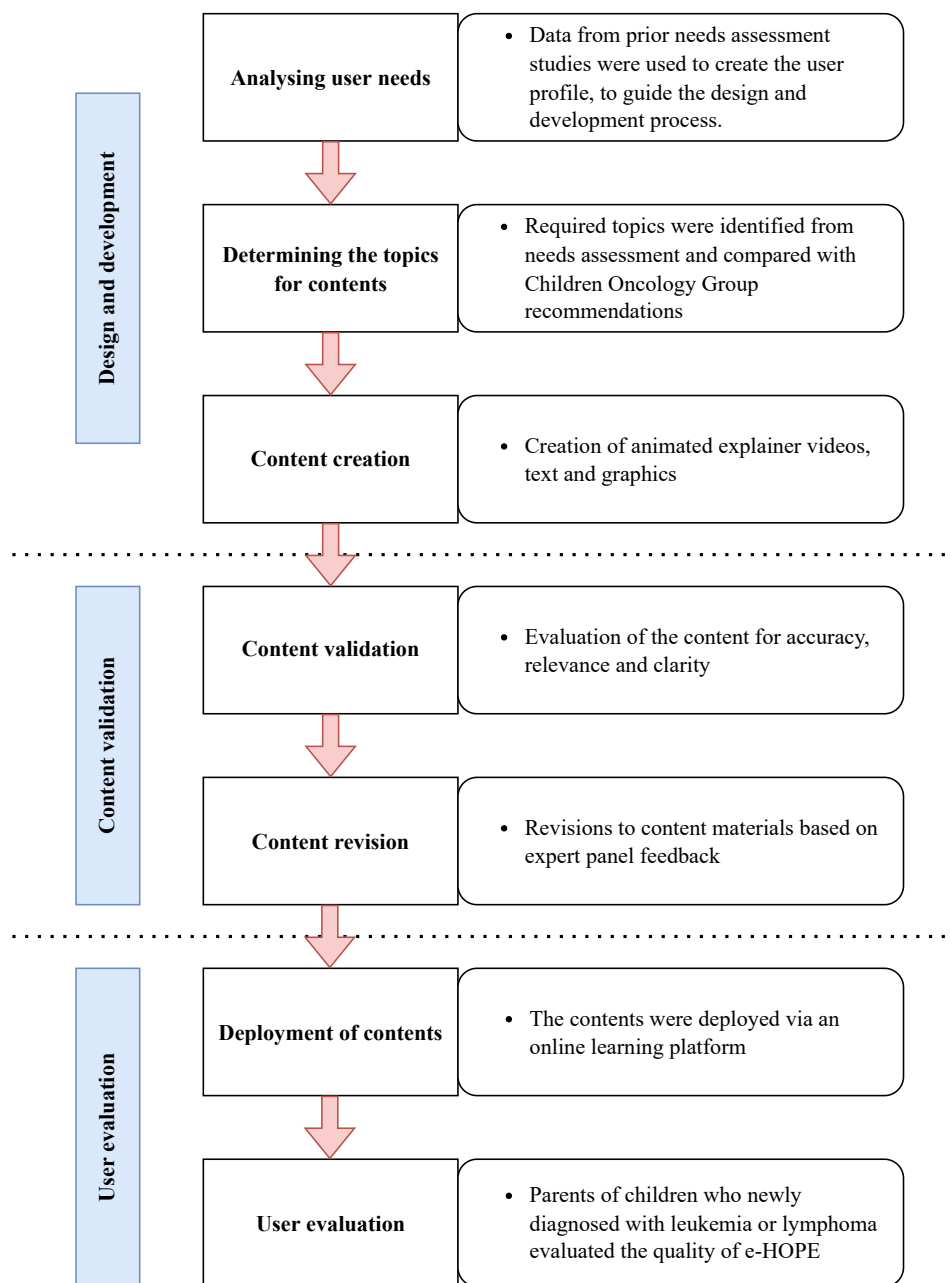 Design and development
Analysing user needs
• Data from prior needs assessment
studies were used to create the user
profile, to guide the design and
development process.
Determining the topics
for contents
• Required topics were identified from
needs assessment and compared with
Children Oncology Group
recommendations
Content creation
• Creation of animated explainer videos,
text and graphics
Content validation
Content validation
• Evaluation of the content for accuracy,
relevance and clarity
Content revision
• Revisions to content materials based on
expert panel feedback
User evaluation
Deployment of contents
• The contents were deployed via an
online learning platform
User evaluation
• Parents of children who newly
diagnosed with leukemia or lymphoma
evaluated the quality of e-HOPE